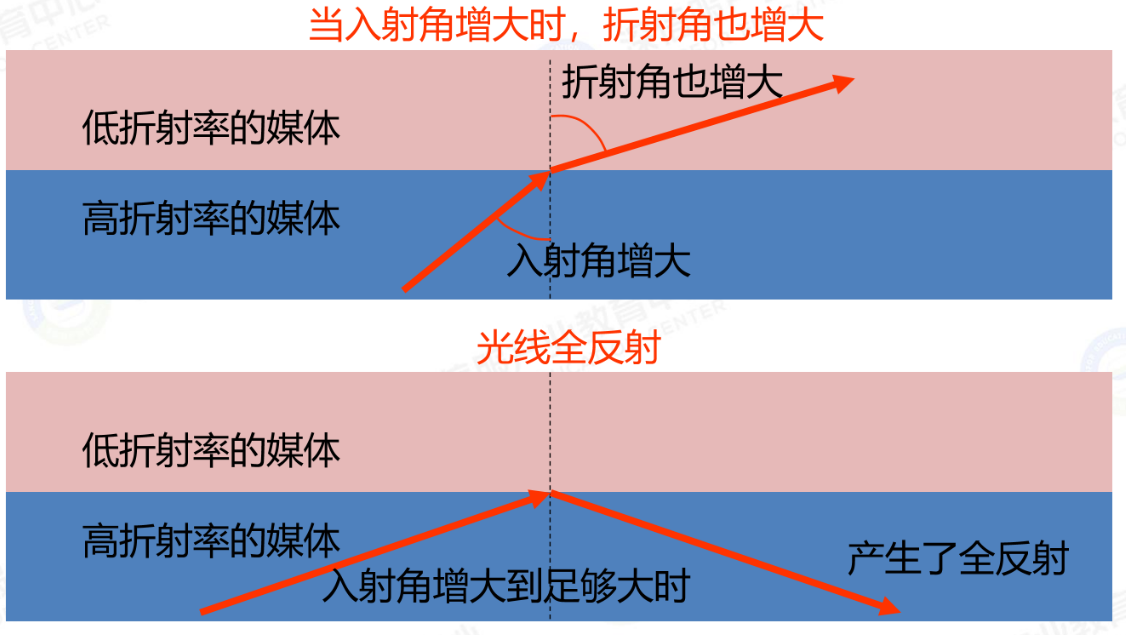 当入射角增大时，折射角也增大
折射角也增大
低折射率的媒体
高折射率的媒体
入射角增大
光线全反射
低折射率的媒体
高折射率的媒体
入射角增大到足够大时
产生了全反射